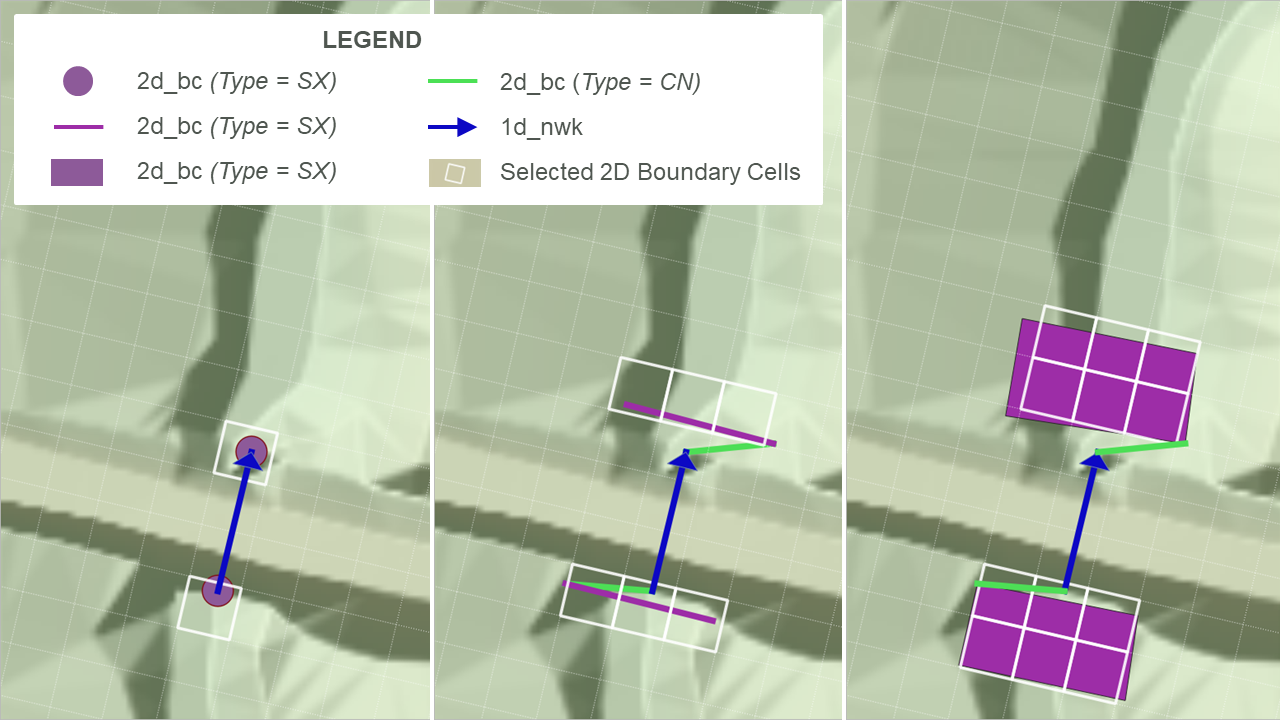 LEGEND
2d_bc (Type = SX)
2d_bc (Type = CN)
2d_bc (Type = SX)
1d_nwk
2d_bc (Type = SX)
Selected 2D Boundary Cells